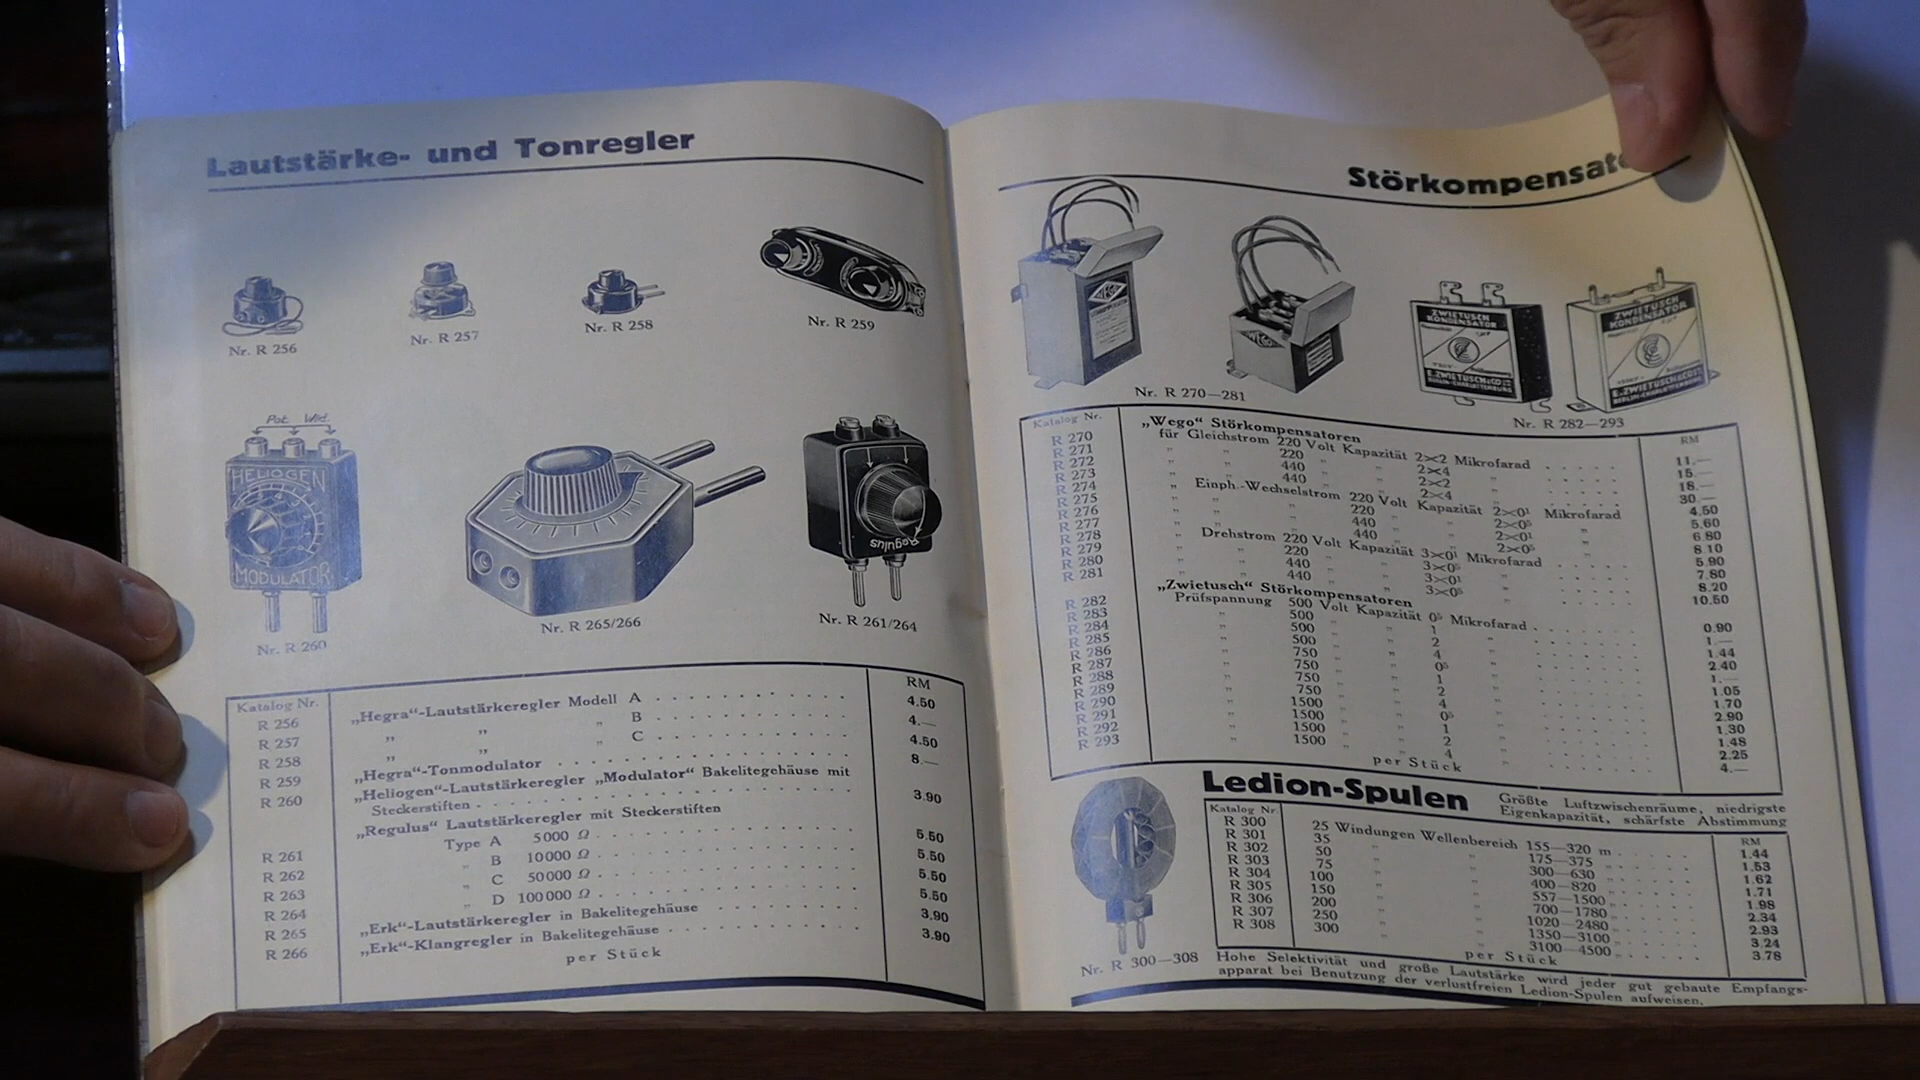 Lautstärke- und Tonregler
Nr. R 256
Nr. R 257
Nr. R 258
Nr. R 259
Pot. Wid.
HELIOGEN
MODULATOR
Nr. R 260
Nr. R 265/266
Regulus
Nr. R 261/264
Katalog Nr. RM
R 256 „Hegra“-Lautstärkeregler Modell A . . . . . . . . . . 4.50
R 257 „ „ „ B . . . . . . . . . . 4.—
R 258 „ „ „ C . . . . . . . . . . 4.50
R 259 „Hegra“-Tonmodulator . . . . . . . . . . 8.—
R 260 „Heliogen“-Lautstärkeregler „Modulator“ Bakelitegehäuse mit
Steckerstiften . . . . . . . . . . 3.90
„Regulus“ Lautstärkeregler mit Steckerstiften
R 261 Type A 5000 Ω . . . . . . . . . . 5.50
R 262 „ B 10000 Ω . . . . . . . . . . 5.50
R 263 „ C 50000 Ω . . . . . . . . . . 5.50
R 264 „ D 100000 Ω . . . . . . . . . . 5.50
R 265 „Erk“-Lautstärkeregler in Bakelitegehäuse . . . . . . . 3.90
R 266 „Erk“-Klangregler in Bakelitegehäuse . . . . . . . . 3.90
per Stück
Störkompensat
WEGO
WEGO
Nr. R 270—281
ZWIETUSCH
KONDENSATOR
E.ZWIETUSCH&CO
BERLIN-CHARLOTTENBURG
ZWIETUSCH
KONDENSATOR
E.ZWIETUSCH&CO
BERLIN-CHARLOTTENBURG
Nr. R 282—293
Katalog Nr. RM
„Wego“ Störkompensatoren
R 270 für Gleichstrom 220 Volt Kapazität 2×2 Mikrofarad . . . . . 11.—
R 271 „ „ 220 „ „ 2×4 „ . . . . . 15.—
R 272 „ „ 440 „ „ 2×2 „ . . . . . 18.—
R 273 „ „ 440 „ „ 2×4 „ . . . . . 30.—
R 274 „ Einph.-Wechselstrom 220 Volt Kapazität 2×0¹ Mikrofarad 4.50
R 275 „ „ 220 „ „ 2×0⁵ „ 5.60
R 276 „ „ 440 „ „ 2×0¹ „ 6.80
R 277 „ „ 440 „ „ 2×0⁵ „ 8.10
R 278 „ Drehstrom 220 Volt Kapazität 3×0¹ Mikrofarad . . . . . 5.90
R 279 „ „ 220 „ „ 3×0⁵ „ . . . . . 7.80
R 280 „ „ 440 „ „ 3×0¹ „ . . . . . 8.20
R 281 „ „ 440 „ „ 3×0⁵ „ . . . . . 10.50
„Zwietusch“ Störkompensatoren
R 282 Prüfspannung 500 Volt Kapazität 0⁵ Mikrofarad . . . . . 0.90
R 283 „ 500 „ „ 1 „ . . . . . 1.—
R 284 „ 500 „ „ 2 „ . . . . . 1.44
R 285 „ 500 „ „ 4 „ . . . . . 2.40
R 286 „ 750 „ „ 0⁵ „ . . . . . 1.—
R 287 „ 750 „ „ 1 „ . . . . . 1.05
R 288 „ 750 „ „ 2 „ . . . . . 1.70
R 289 „ 750 „ „ 4 „ . . . . . 2.90
R 290 „ 1500 „ „ 0⁵ „ . . . . . 1.30
R 291 „ 1500 „ „ 1 „ . . . . . 1.48
R 292 „ 1500 „ „ 2 „ . . . . . 2.25
R 293 „ 1500 „ „ 4 „ . . . . . 4.—
per Stück
Ledion-Spulen
Größte Luftzwischenräume, niedrigste
Eigenkapazität, schärfste Abstimmung
Katalog Nr. RM
R 300 25 Windungen Wellenbereich 155—320 m . . . . . 1.44
R 301 35 „ „ 175—375 „ . . . . . 1.53
R 302 50 „ „ 300—630 „ . . . . . 1.62
R 303 75 „ „ 400—820 „ . . . . . 1.71
R 304 100 „ „ 557—1500 „ . . . . . 1.98
R 305 150 „ „ 700—1780 „ . . . . . 2.34
R 306 200 „ „ 1020—2480 „ . . . . . 2.93
R 307 250 „ „ 1350—3100 „ . . . . . 3.24
R 308 300 „ „ 3100—4500 „ . . . . . 3.78
per Stück
Nr. R 300—308
Hohe Selektivität und große Lautstärke wird jeder gut gebaute Empfangs-
apparat bei Benutzung der verlustfreien Ledion-Spulen aufweisen.